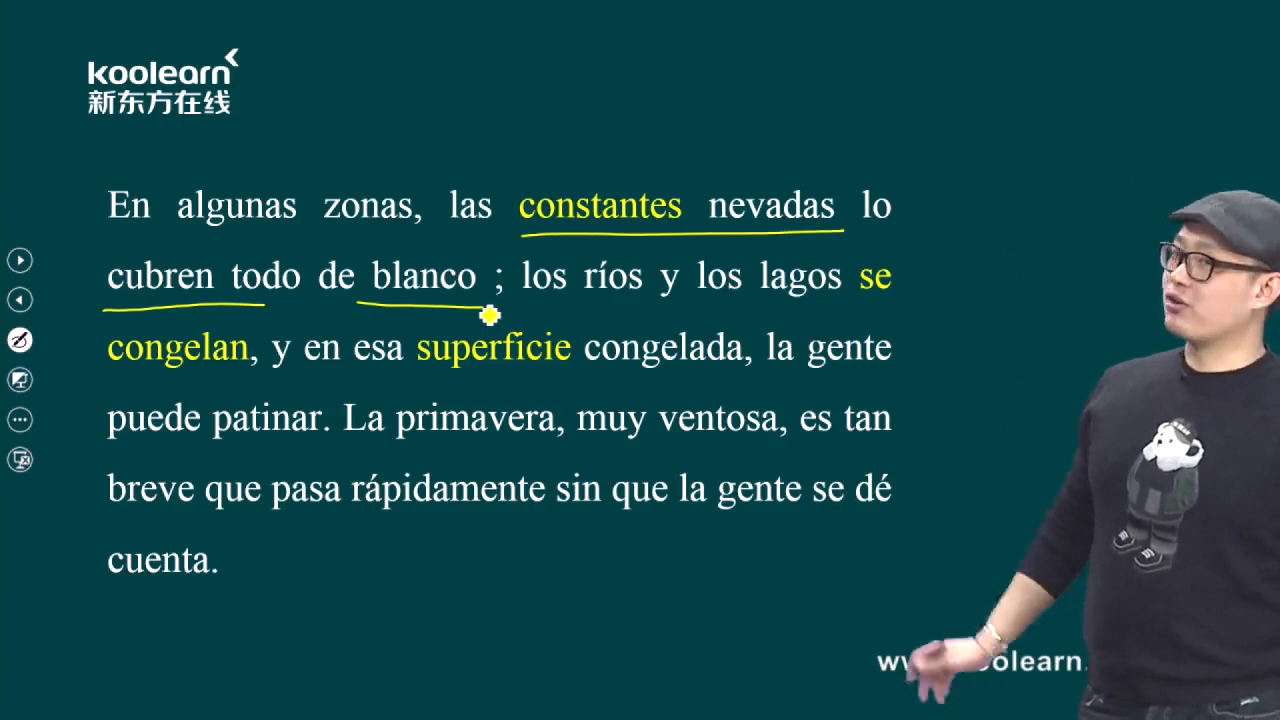 koolearn
新东方在线
En algunas zonas, las constantes nevadas lo
cubren todo de blanco ; los ríos y los lagos se
congelan, y en esa superficie congelada, la gente
puede patinar. La primavera, muy ventosa, es tan
breve que pasa rápidamente sin que la gente se dé
cuenta.